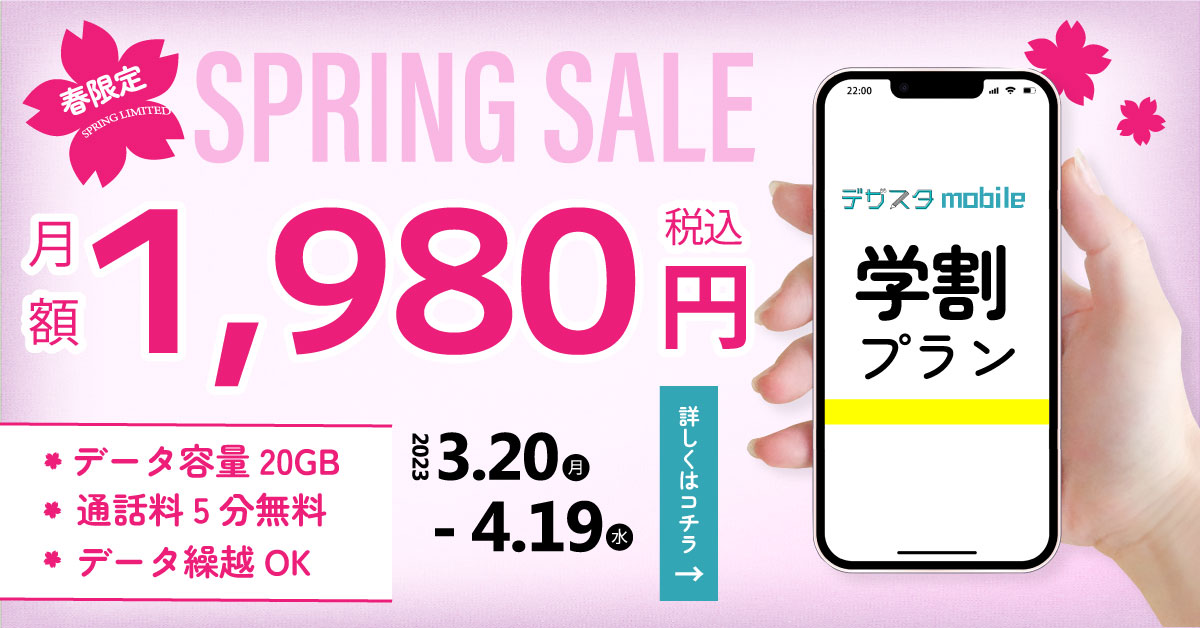 春限定
SPRING LIMITED
SPRING SALE
月額
1,980
税込
円
データ容量 20GB
通話料 5 分無料
データ繰越 OK
2023
3.20 月
- 4.19 水
詳しくはコチラ→
22:00
デザスタ mobile
学割
プラン